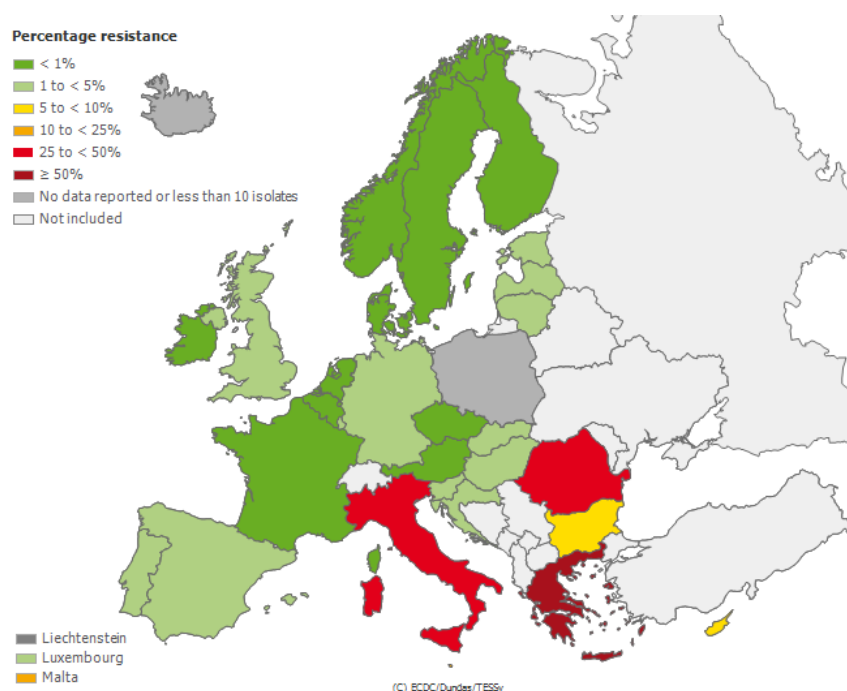 Percentage resistance
< 1%
1 to < 5%
5 to < 10%
10 to < 25%
25 to < 50%
≥ 50%
No data reported or less than 10 isolates
Not included
Liechtenstein
Luxembourg
Malta
(C) ECDC/Dundas/TESSy